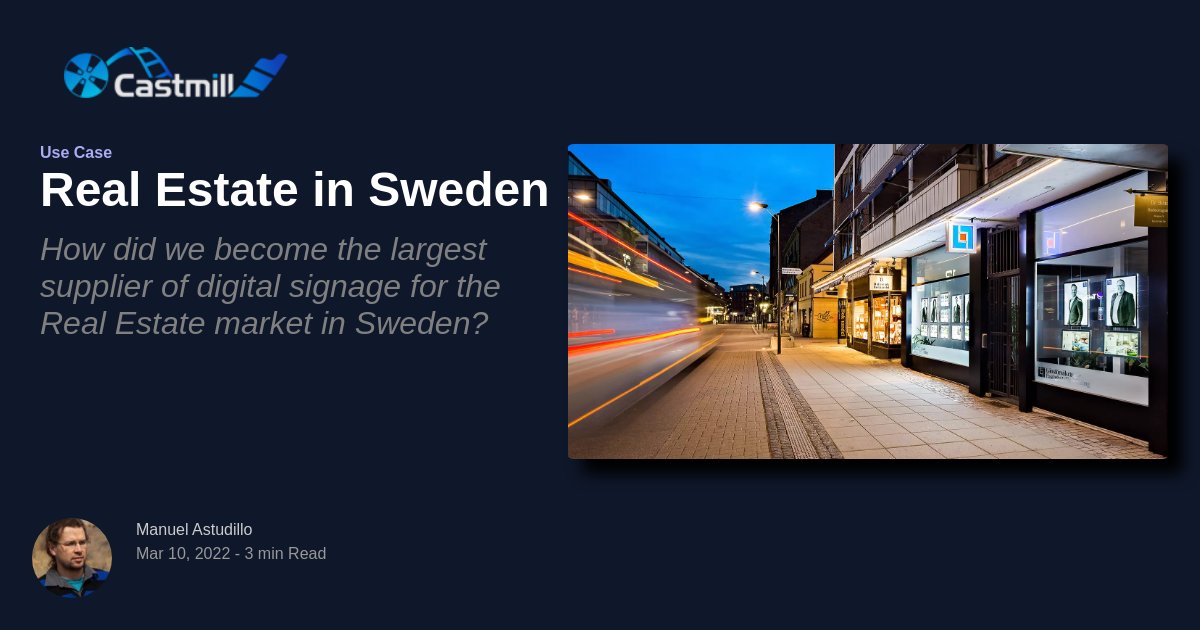 Castmill
Use Case
Real Estate in Sweden
How did we become the largest
supplier of digital signage for the
Real Estate market in Sweden?
Manuel Astudillo
Mar 10, 2022 - 3 min Read